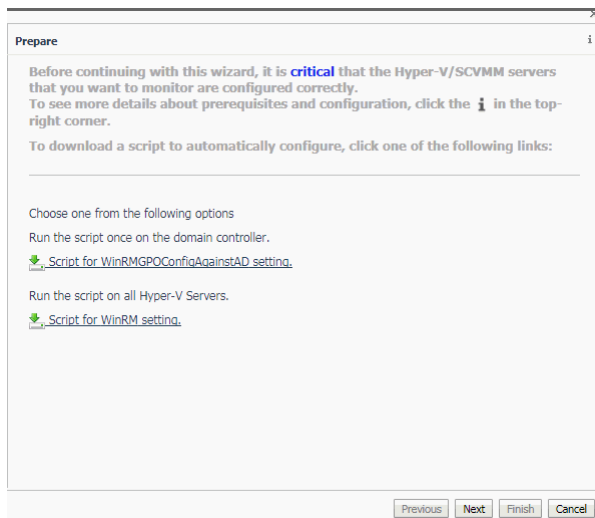 Prepare
i
Before continuing with this wizard, it is critical that the Hyper-V/SCVMM servers
that you want to monitor are configured correctly.
To see more details about prerequisites and configuration, click the i in the top-
right corner.
To download a script to automatically configure, click one of the following links:
Choose one from the following options
Run the script once on the domain controller.
Script for WinRMGPOConfigAgainstAD setting.
Run the script on all Hyper-V Servers.
Script for WinRM setting.
Previous Next Finish Cancel